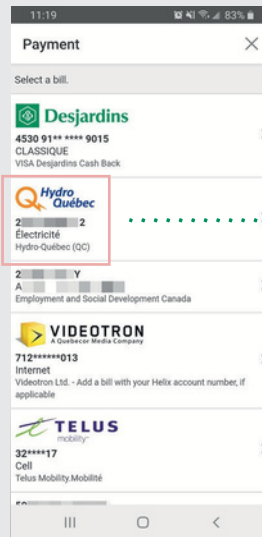 11:19 83%
Payment
Select a bill.
Desjardins
4530 91** **** 9015
CLASSIQUE
VISA Desjardins Cash Back
Hydro
Québec
2 2
Électricité
Hydro-Québec (QC)
2 Y
A
Employment and Social Development Canada
VIDEOTRON
A Quebecor Media Company
712******013
Internet
Videotron Ltd. - Add a bill with your Helix account number, if
applicable
TELUS
mobility
32****17
Cell
Telus Mobility.Mobilité